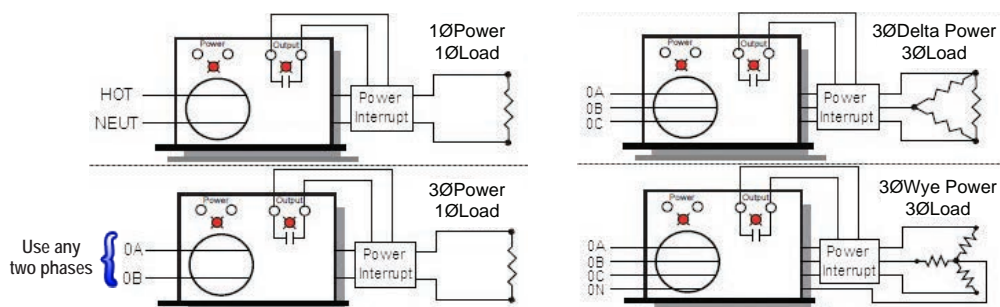 Power
Output
1ØPower
1ØLoad
HOT
NEUT
Power
Interrupt
Power
Output
3ØDelta Power
3ØLoad
0A
0B
0C
Power
Interrupt
Power
Output
3ØPower
1ØLoad
Use any
two phases
0A
0B
Power
Interrupt
Power
Output
3ØWye Power
3ØLoad
0A
0B
0C
0N
Power
Interrupt